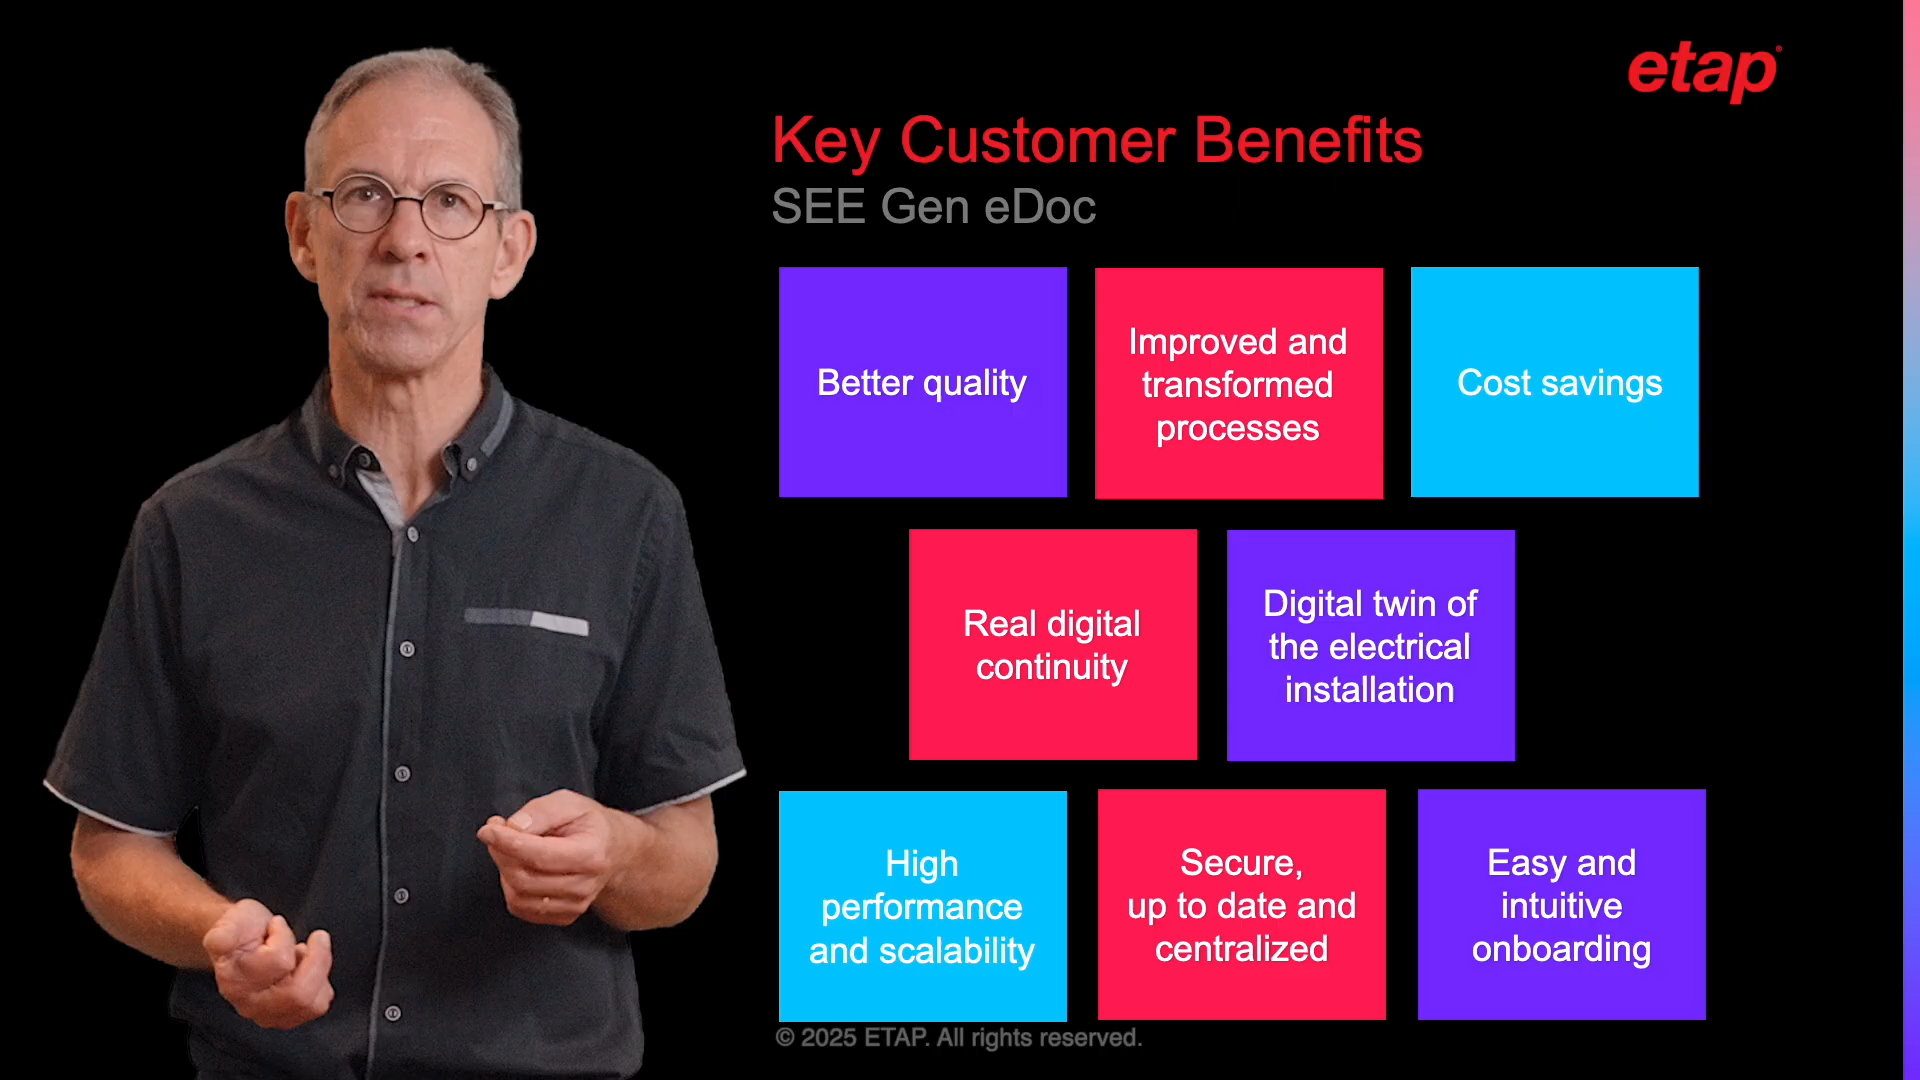 etap
Key Customer Benefits
SEE Gen eDoc
Better quality
Improved and
transformed
processes
Cost savings
Real digital
continuity
Digital twin of
the electrical
installation
High
performance
and scalability
Secure,
up to date and
centralized
Easy and
intuitive
onboarding
© 2025 ETAP. All rights reserved.